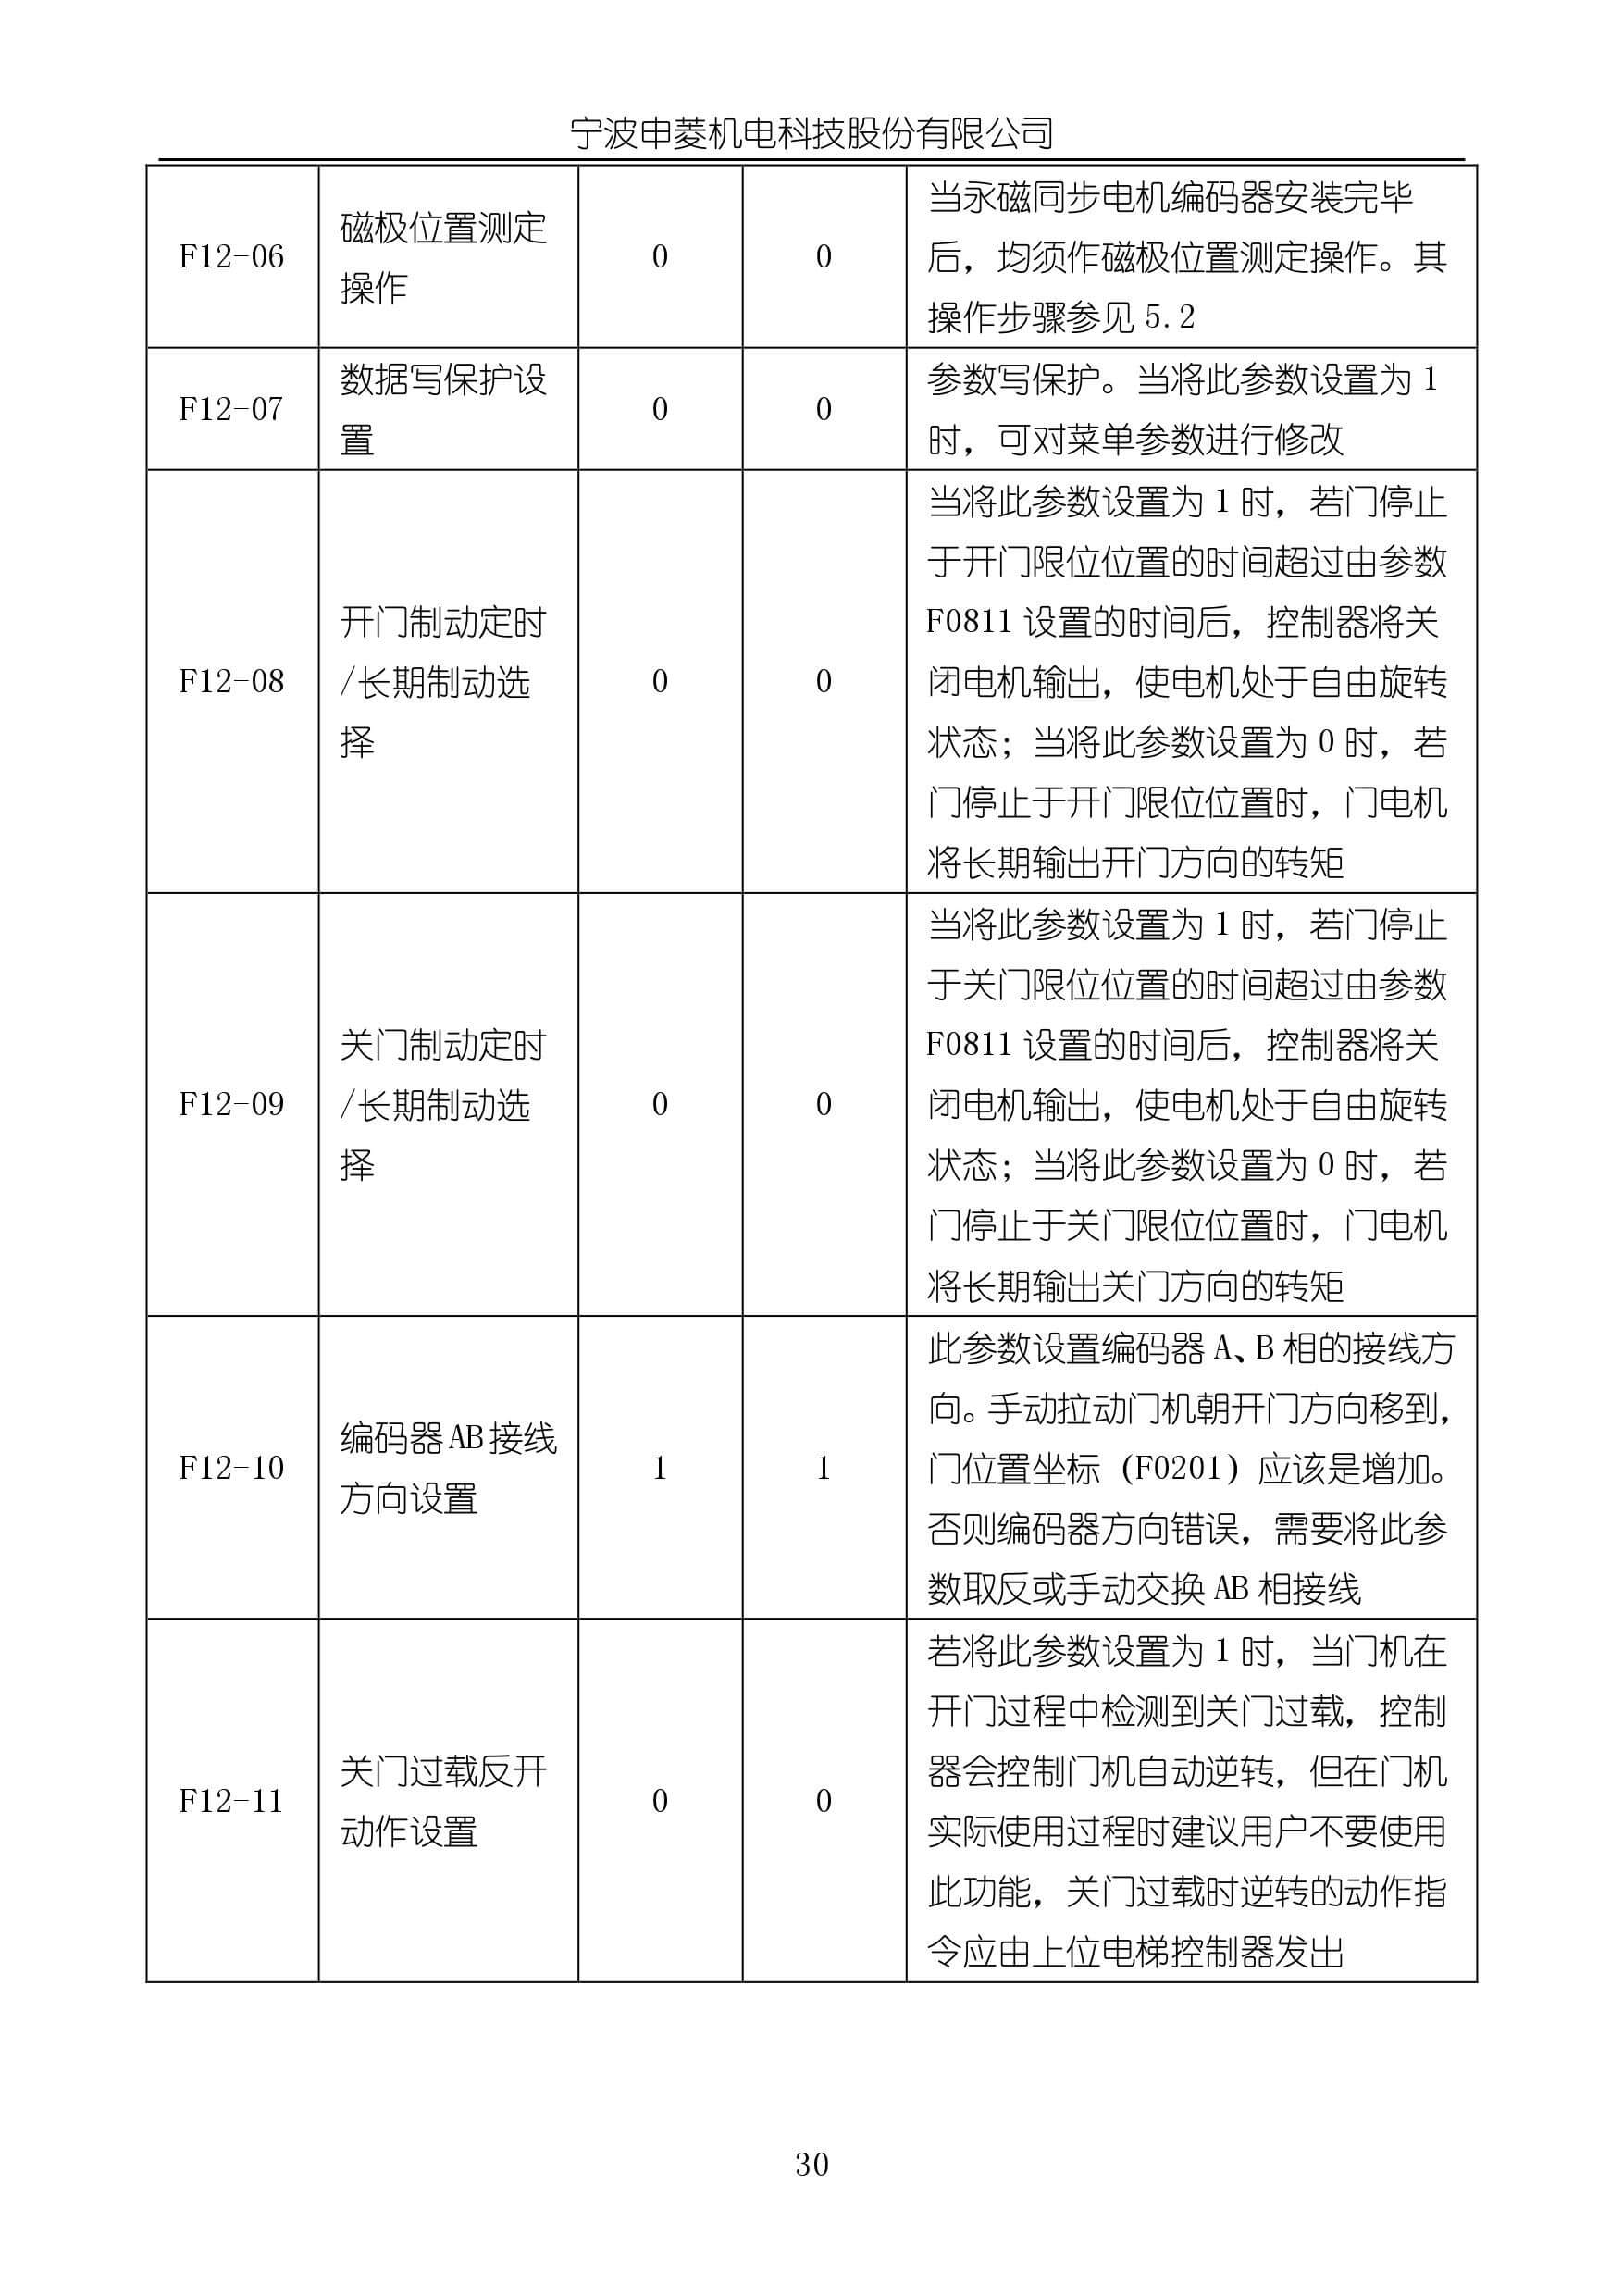 宁波申菱机电科技股份有限公司
F12-06
磁极位置测定
操作
0
0
当永磁同步电机编码器安装完毕
后，均须作磁极位置测定操作。其
操作步骤参见 5.2
F12-07
数据写保护设
置
0
0
参数写保护。当将此参数设置为 1
时，可对菜单参数进行修改
F12-08
开门制动定时
/长期制动选
择
0
0
当将此参数设置为 1 时，若门停止
于开门限位位置的时间超过由参数
F0811 设置的时间后，控制器将关
闭电机输出，使电机处于自由旋转
状态；当将此参数设置为 0 时，若
门停止于开门限位位置时，门电机
将长期输出开门方向的转矩
F12-09
关门制动定时
/长期制动选
择
0
0
当将此参数设置为 1 时，若门停止
于关门限位位置的时间超过由参数
F0811 设置的时间后，控制器将关
闭电机输出，使电机处于自由旋转
状态；当将此参数设置为 0 时，若
门停止于关门限位位置时，门电机
将长期输出关门方向的转矩
F12-10
编码器 AB 接线
方向设置
1
1
此参数设置编码器 A、B 相的接线方
向。手动拉动门机朝开门方向移到，
门位置坐标（F0201）应该是增加。
否则编码器方向错误，需要将此参
数取反或手动交换 AB 相接线
F12-11
关门过载反开
动作设置
0
0
若将此参数设置为 1 时，当门机在
开门过程中检测到关门过载，控制
器会控制门机自动逆转，但在门机
实际使用过程时建议用户不要使用
此功能，关门过载时逆转的动作指
令应由上位电梯控制器发出
30